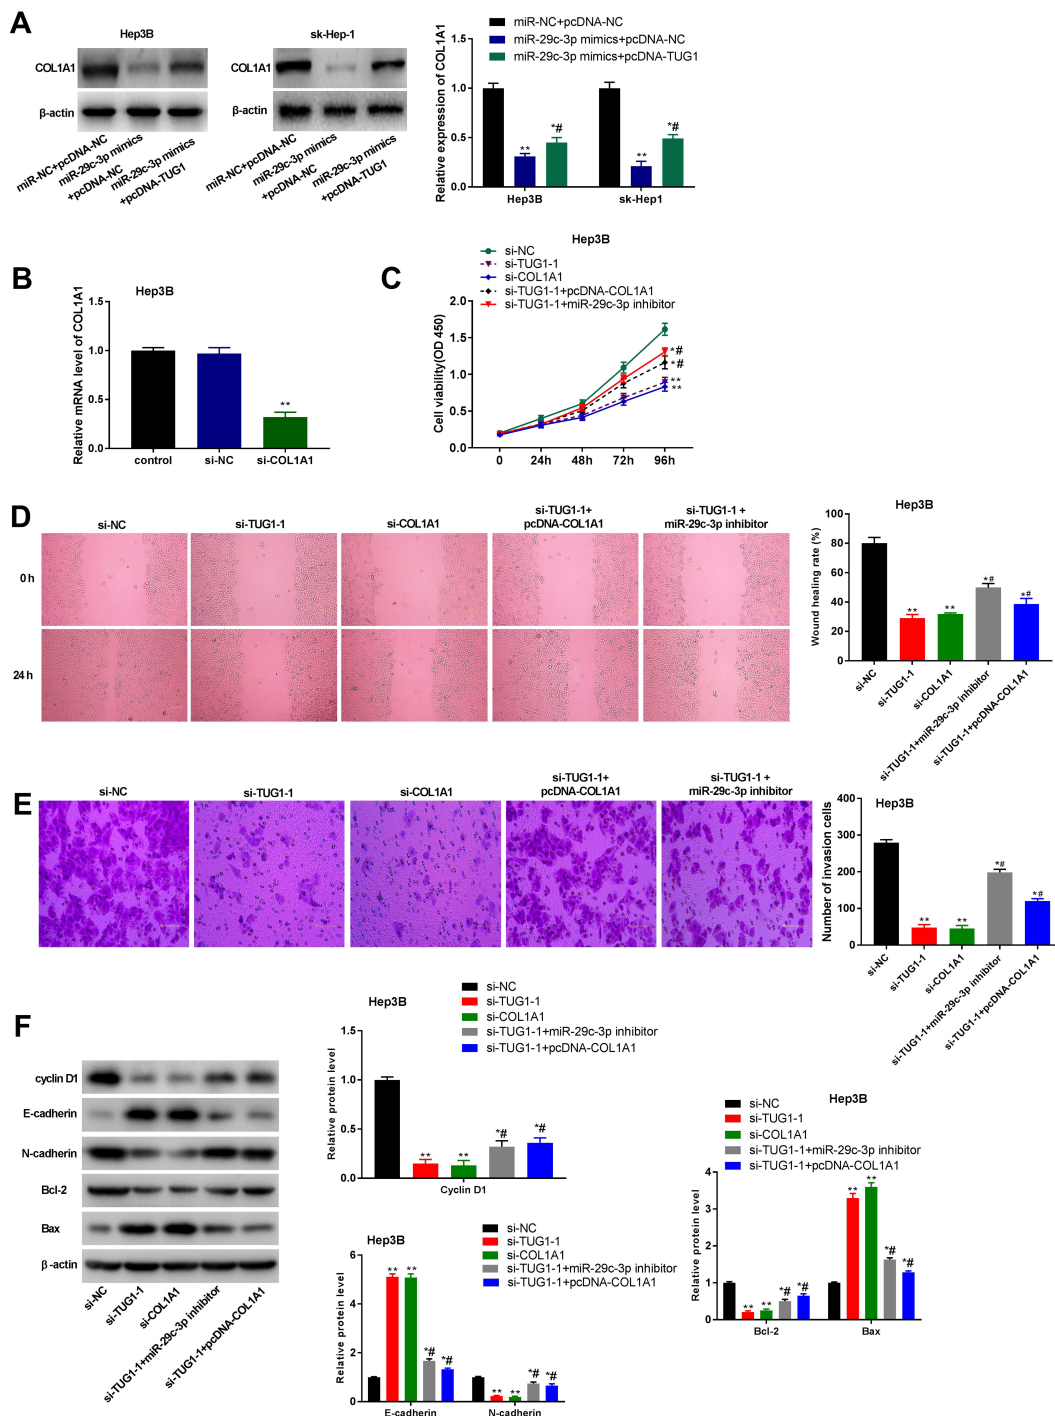 A
Hep3B
sk-Hep-1
COL1A1
COL1A1
β-actin
β-actin
miR-NC+pcDNA-NC
miR-29c-3p mimics
+pcDNA-NC
miR-29c-3p mimics
+pcDNA-TUG1
miR-NC+pcDNA-NC
miR-29c-3p mimics
+pcDNA-NC
miR-29c-3p mimics
+pcDNA-TUG1
miR-NC+pcDNA-NC
miR-29c-3p mimics+pcDNA-NC
miR-29c-3p mimics+pcDNA-TUG1
Relative expression of COL1A1
1.5
1.0
0.5
0.0
**
*#
**
*#
Hep3B
sk-Hep1
B
Hep3B
Relative mRNA level of COL1A1
1.5
1.0
0.5
0.0
**
control
si-NC
si-COL1A1
C
Hep3B
si-NC
si-TUG1-1
si-COL1A1
si-TUG1-1+pcDNA-COL1A1
si-TUG1-1+miR-29c-3p inhibitor
Cell viability(OD 450)
2.0
1.5
1.0
0.5
0.0
*#
*#
**
**
0
24h
48h
72h
96h
D
si-NC
si-TUG1-1
si-COL1A1
si-TUG1-1+
pcDNA-COL1A1
si-TUG1-1 +
miR-29c-3p inhibitor
0 h
24 h
Hep3B
Wound healing rate (%)
100
80
60
40
20
0
**
**
*#
*#
si-NC
si-TUG1-1
si-COL1A1
si-TUG1-1+miR-29c-3p inhibitor
si-TUG1-1+pcDNA-COL1A1
E
si-NC
si-TUG1-1
si-COL1A1
si-TUG1-1+
pcDNA-COL1A1
si-TUG1-1 +
miR-29c-3p inhibitor
Hep3B
Number of invasion cells
400
300
200
100
0
**
**
*#
*#
si-NC
si-TUG1-1
si-COL1A1
si-TUG1-1+miR-29c-3p inhibitor
si-TUG1-1+pcDNA-COL1A1
F
cyclin D1
E-cadherin
N-cadherin
Bcl-2
Bax
β-actin
si-NC
si-TUG1-1
si-COL1A1
si-TUG1-1+miR-29c-3p inhibitor
si-TUG1-1+pcDNA-COL1A1
Hep3B
si-NC
si-TUG1-1
si-COL1A1
si-TUG1-1+miR-29c-3p inhibitor
si-TUG1-1+pcDNA-COL1A1
Relative protein level
1.5
1.0
0.5
0.0
**
**
*#
*#
Cyclin D1
Hep3B
si-NC
si-TUG1-1
si-COL1A1
si-TUG1-1+miR-29c-3p inhibitor
si-TUG1-1+pcDNA-COL1A1
Relative protein level
6
4
2
0
**
**
*#
*#
**
**
*#
*#
E-cadherin
N-cadherin
Hep3B
si-NC
si-TUG1-1
si-COL1A1
si-TUG1-1+miR-29c-3p inhibitor
si-TUG1-1+pcDNA-COL1A1
Relative protein level
4
3
2
1
0
**
**
*#
*#
**
**
*#
*#
Bcl-2
Bax